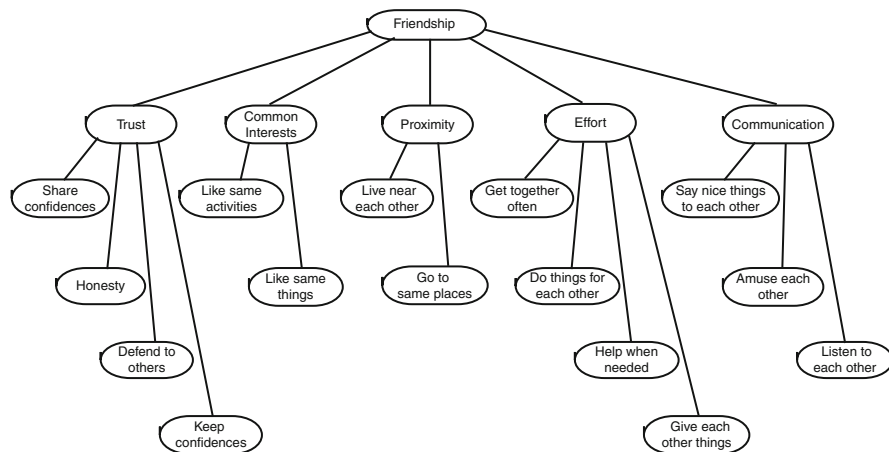 Friendship
Trust
Common
Interests
Proximity
Effort
Communication
Share
confidences
Like same
activities
Live near
each other
Get together
often
Say nice things
to each other
Honesty
Like same
things
Go to
same places
Do things for
each other
Amuse each
other
Defend to
others
Help when
needed
Listen to
each other
Keep
confidences
Give each
other things